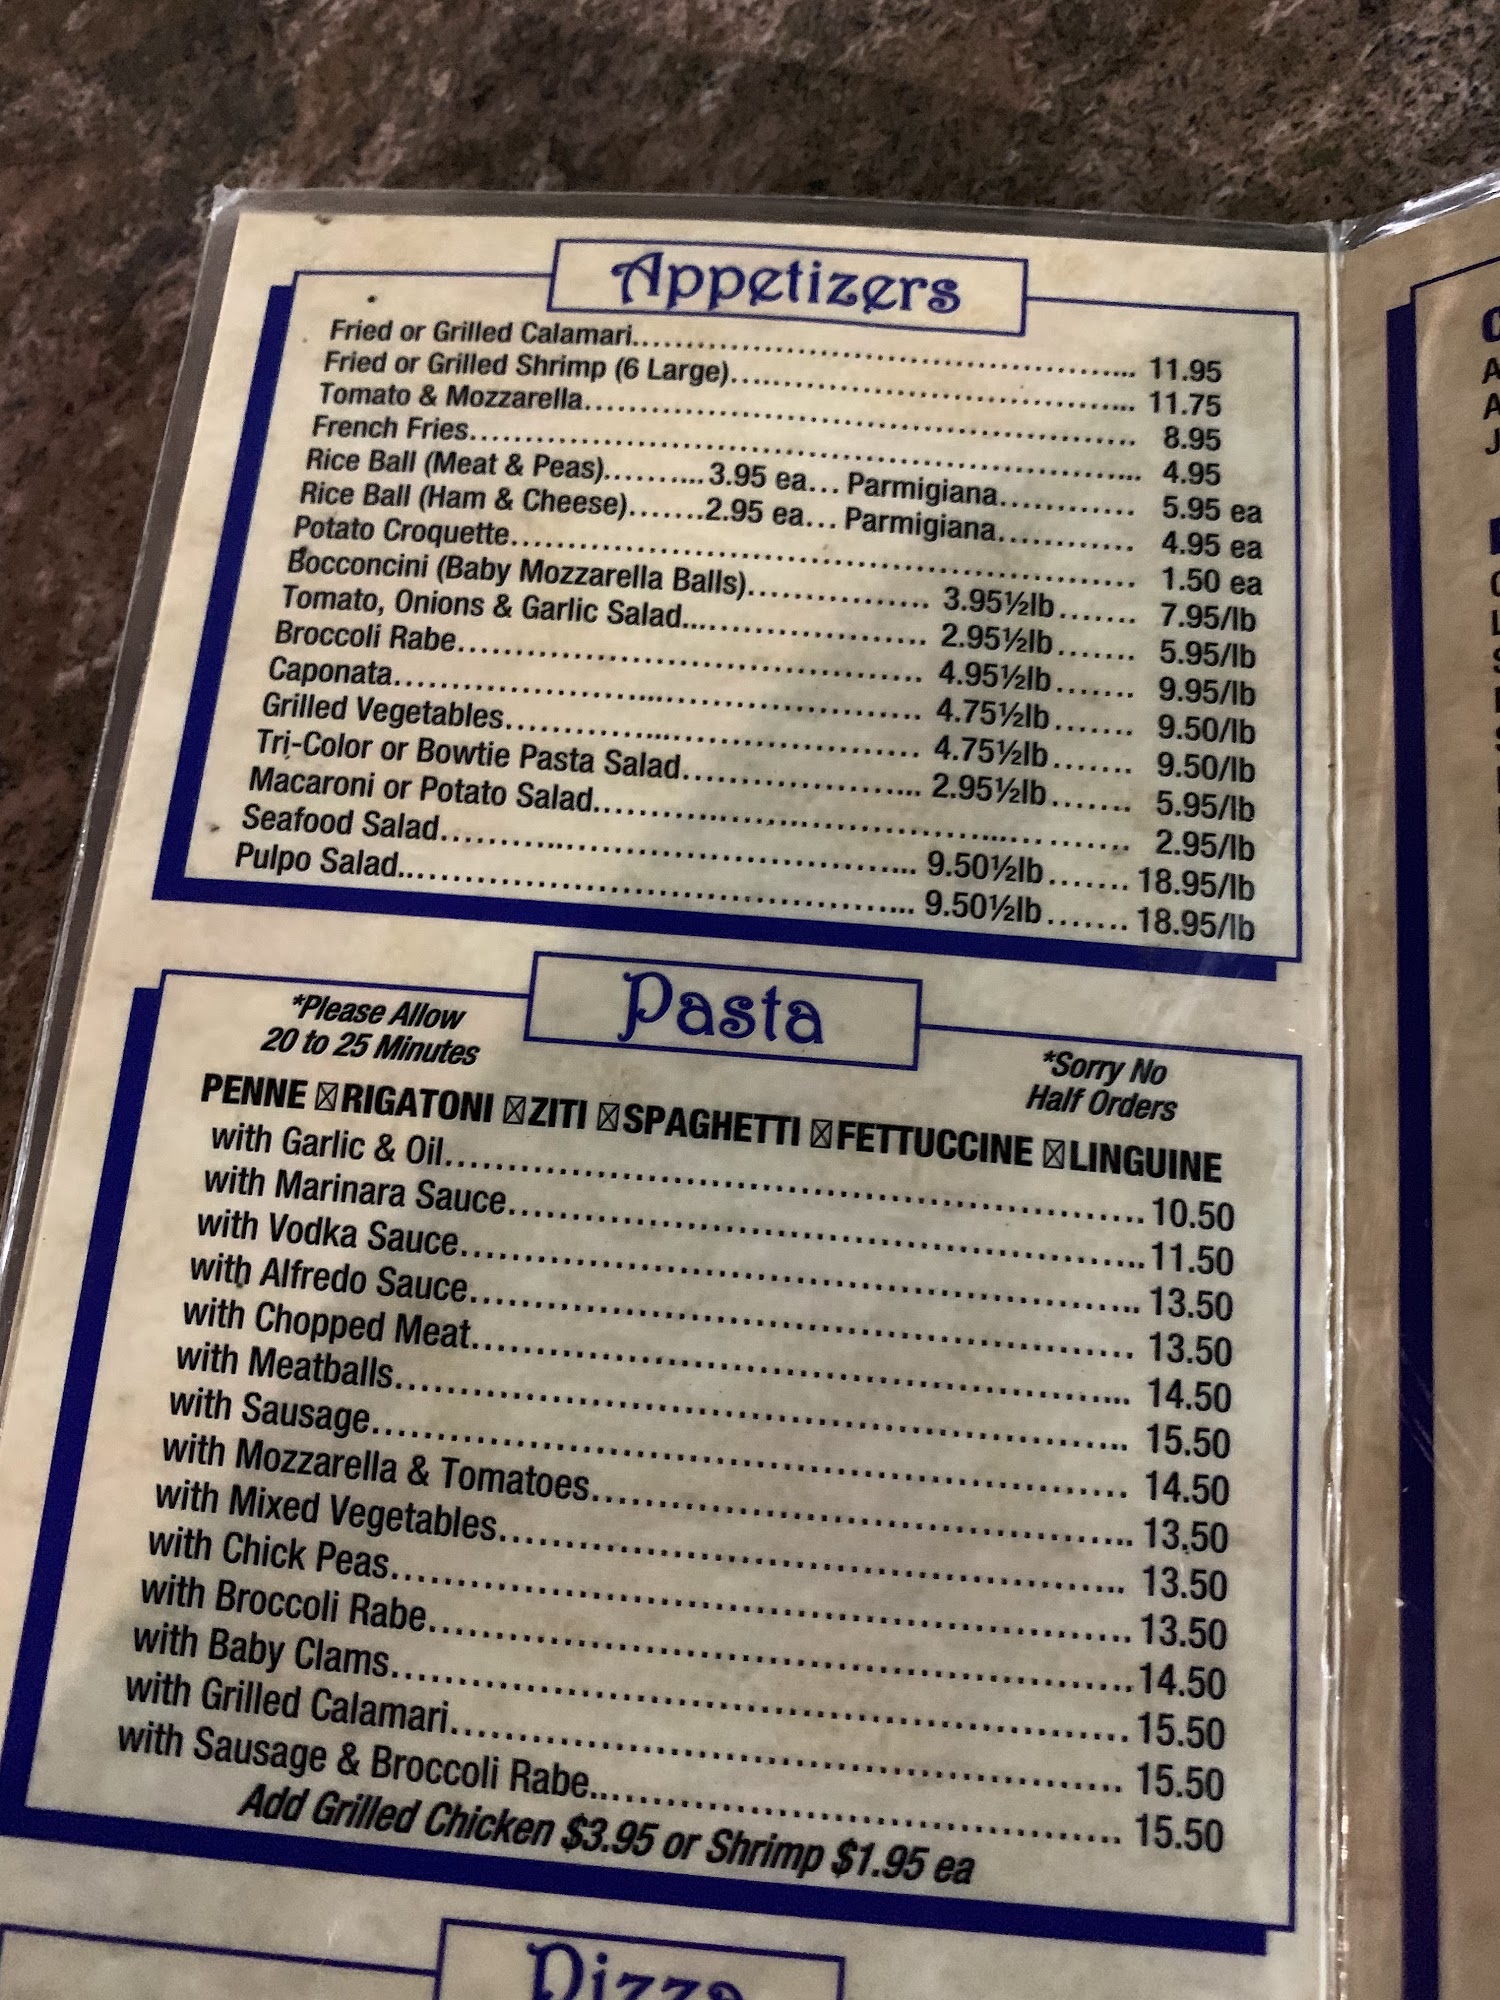 Appetizers
Fried or Grilled Calamari........ 11.95
Fried or Grilled Shrimp (6 Large)........ 11.75
Tomato & Mozzarella........ 8.95
French Fries........ 4.95
Rice Ball (Meat & Peas)........ 3.95 ea... Parmigiana........ 5.95 ea
Rice Ball (Ham & Cheese)....... 2.95 ea... Parmigiana........ 4.95 ea
Potato Croquette........ 1.50 ea
Bocconcini (Baby Mozzarella Balls)........ 3.95½lb....... 7.95/lb
Tomato, Onions & Garlic Salad........ 2.95½lb....... 5.95/lb
Broccoli Rabe........ 4.95½lb....... 9.95/lb
Caponata........ 4.75½lb....... 9.50/lb
Grilled Vegetables........ 4.75½lb....... 9.50/lb
Tri-Color or Bowtie Pasta Salad........ 2.95½lb....... 5.95/lb
Macaroni or Potato Salad........ 2.95/lb
Seafood Salad........ 9.50½lb....... 18.95/lb
Pulpo Salad........ 9.50½lb....... 18.95/lb
Pasta
*Please Allow
20 to 25 Minutes
*Sorry No
Half Orders
PENNE ☒RIGATONI ☒ZITI ☒SPAGHETTI ☒FETTUCCINE ☒LINGUINE
with Garlic & Oil........ 10.50
with Marinara Sauce........ 11.50
with Vodka Sauce........ 13.50
with Alfredo Sauce........ 13.50
with Chopped Meat........ 14.50
with Meatballs........ 15.50
with Sausage........ 14.50
with Mozzarella & Tomatoes........ 13.50
with Mixed Vegetables........ 13.50
with Chick Peas........ 13.50
with Broccoli Rabe........ 14.50
with Baby Clams........ 15.50
with Grilled Calamari........ 15.50
with Sausage & Broccoli Rabe........ 15.50
Add Grilled Chicken $3.95 or Shrimp $1.95 ea
Pizza